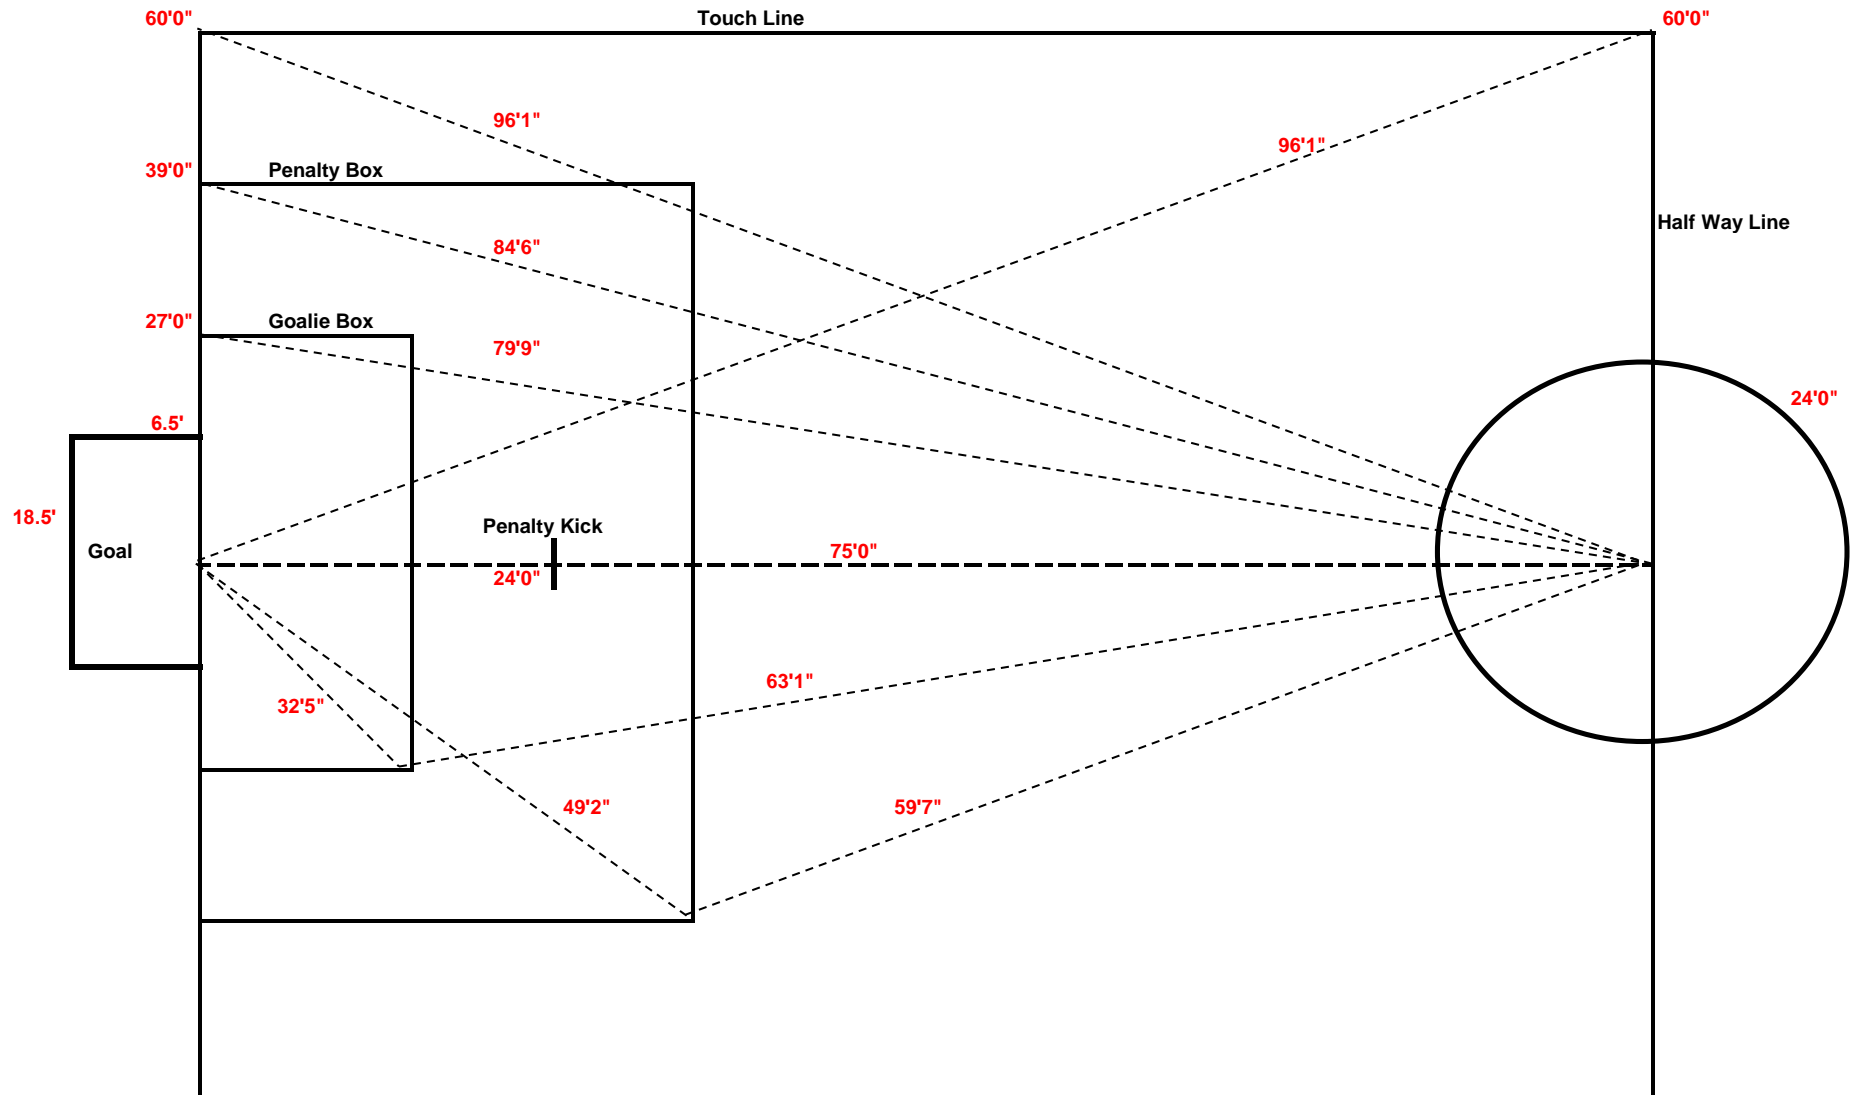 60'0"
Touch Line
60'0"
96'1"
96'1"
39'0"
Penalty Box
Half Way Line
84'6"
27'0"
Goalie Box
79'9"
24'0"
6.5'
18.5'
Penalty Kick
Goal
75'0"
24'0"
63'1"
32'5"
49'2"
59'7"